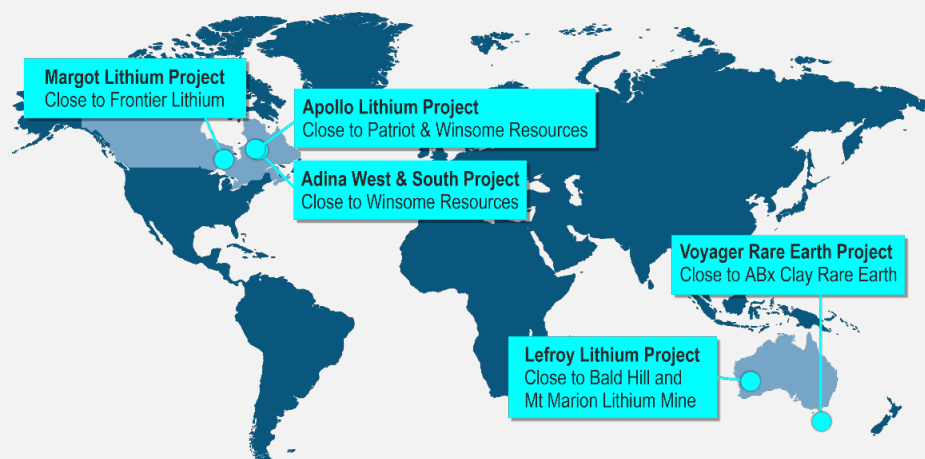 Margot Lithium Project
Close to Frontier Lithium
Apollo Lithium Project
Close to Patriot & Winsome Resources
Adina West & South Project
Close to Winsome Resources
Voyager Rare Earth Project
Close to ABx Clay Rare Earth
Lefroy Lithium Project
Close to Bald Hill and
Mt Marion Lithium Mine